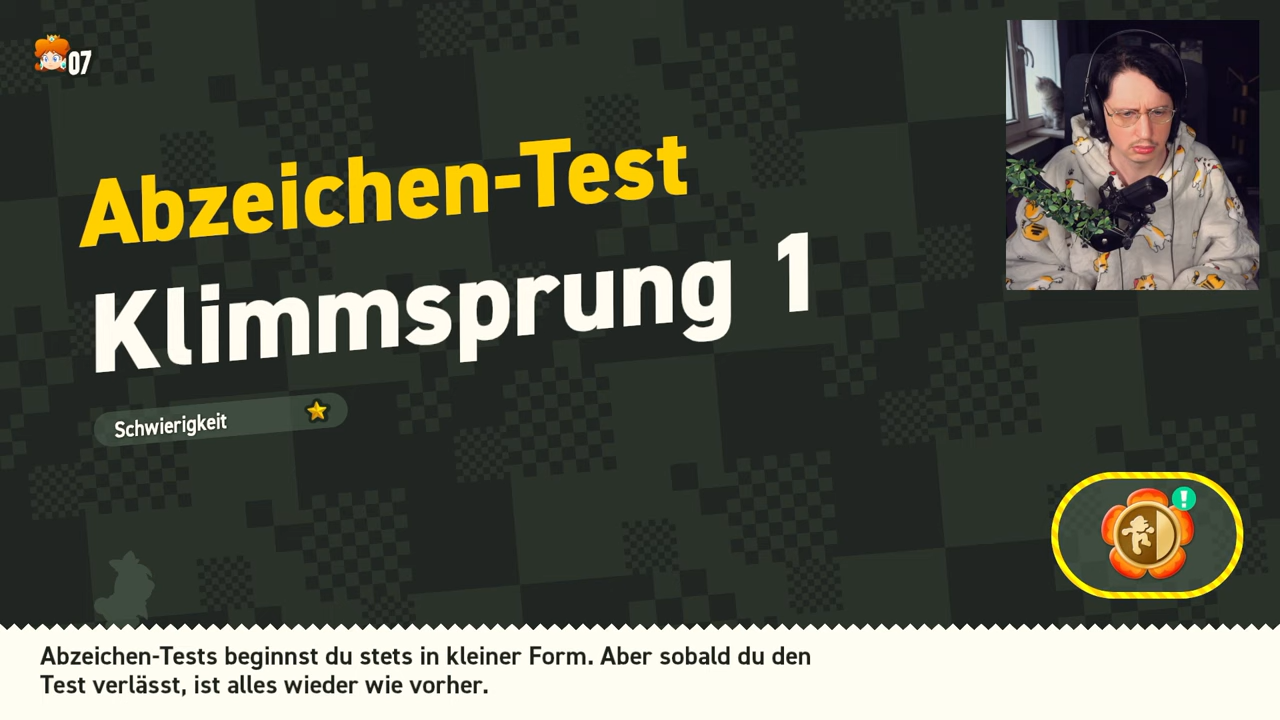 07
Abzeichen-Test
Klimmsprung 1
Schwierigkeit
!
Abzeichen-Tests beginnst du stets in kleiner Form. Aber sobald du den
Test verlässt, ist alles wieder wie vorher.